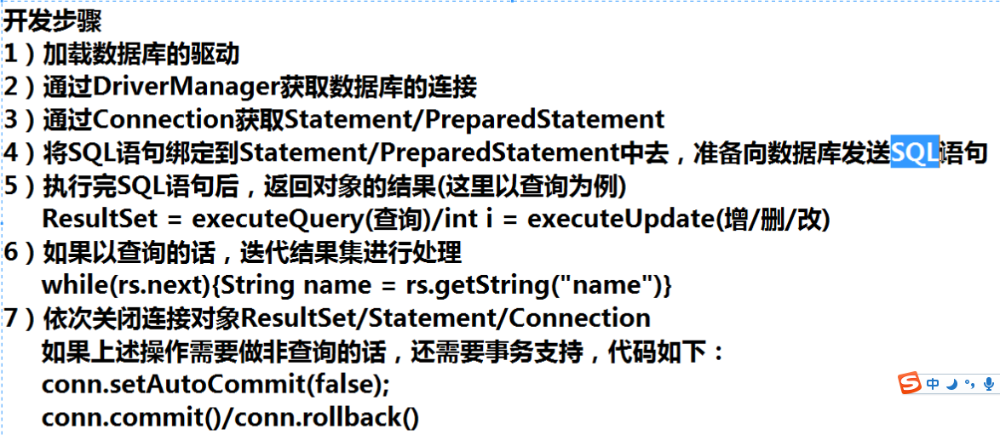 开发步骤
1）加载数据库的驱动
2）通过DriverManager获取数据库的连接
3）通过Connection获取Statement/PreparedStatement
4）将SQL语句绑定到Statement/PreparedStatement中去，准备向数据库发送SQL语句
5）执行完SQL语句后，返回对象的结果(这里以查询为例)
ResultSet = executeQuery(查询)/int i = executeUpdate(增/删/改)
6）如果以查询的话，迭代结果集进行处理
while(rs.next){String name = rs.getString("name")}
7）依次关闭连接对象ResultSet/Statement/Connection
如果上述操作需要做非查询的话，还需要事务支持，代码如下：
conn.setAutoCommit(false);
S中
conn.commit()/conn.rollback()